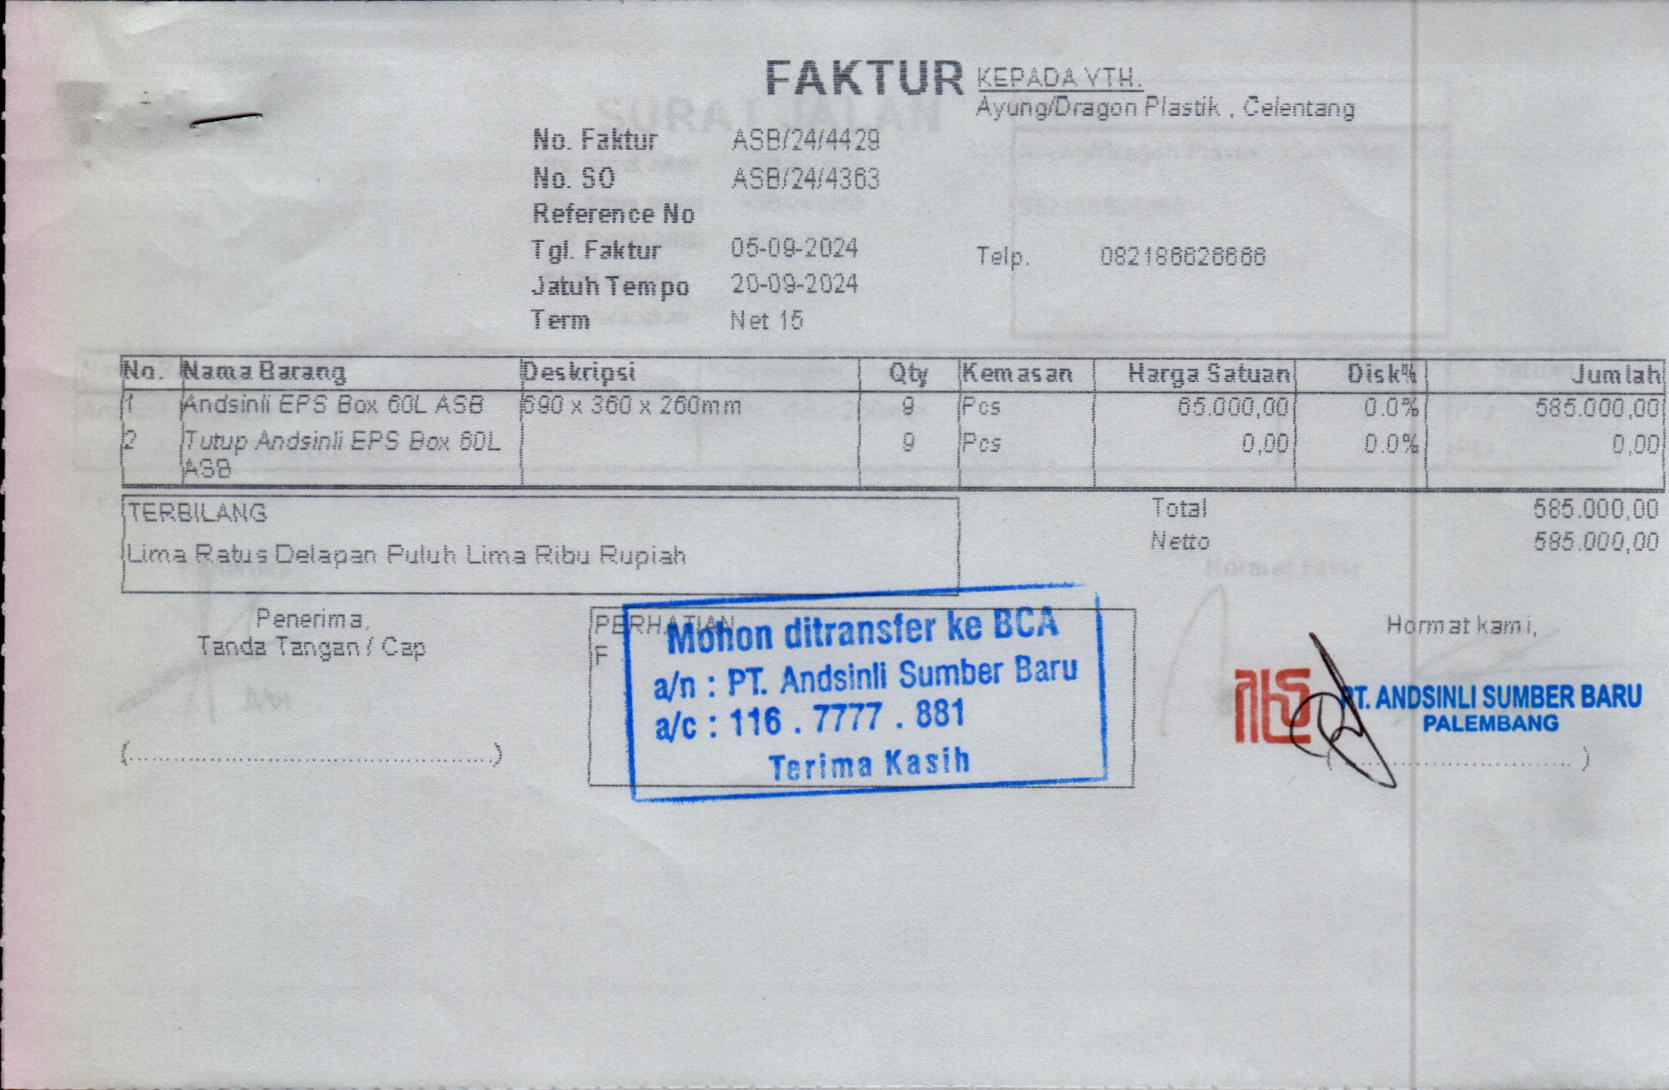 FAKTUR
KEPADA YTH.
Ayung/Dragon Plastik , Celentang
No. Faktur ASB/24/4429
No. SO ASB/24/4363
Reference No
Tgl. Faktur 05-09-2024
Telp. 082186626666
Jatuh Tempo 20-09-2024
Term Net 15
No. Nama Barang Deskripsi Qty Kemasan Harga Satuan Disk% Jumlah
1 Andsinli EPS Box 60L ASB 690 x 360 x 260mm 9 Pcs 65.000,00 0.0% 585.000,00
2 Tutup Andsinli EPS Box 60L 9 Pcs 0,00 0.0% 0,00
ASB
TERBILANG
Lima Ratus Delapan Puluh Lima Ribu Rupiah
Total 585.000,00
Netto 585.000,00
Penerima,
Tanda Tangan / Cap
PERHATIAN
F
Mohon ditransfer ke BCA
a/n : PT. Andsinli Sumber Baru
a/c : 116 . 7777 . 881
Terima Kasih
Hormat kami,
PT. ANDSINLI SUMBER BARU
PALEMBANG
(............................................)
(............................)